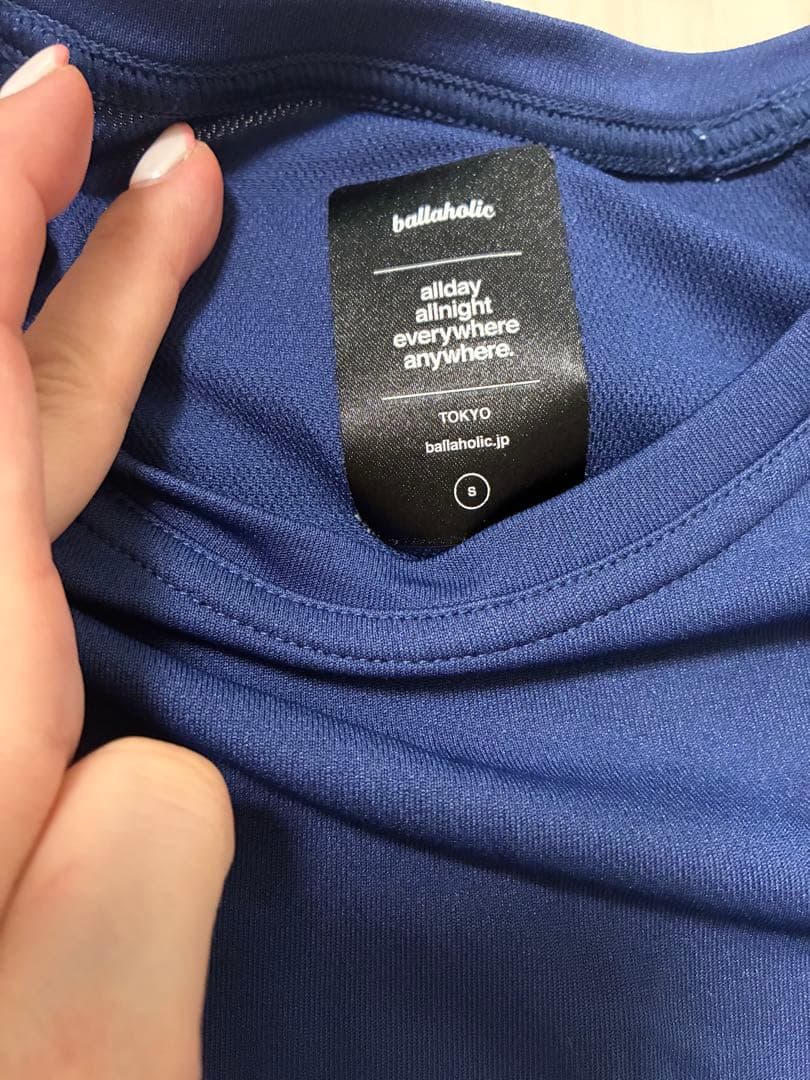 ballaholic
allday
allnight
everywhere
anywhere.
TOKYO
ballaholic.jp
S